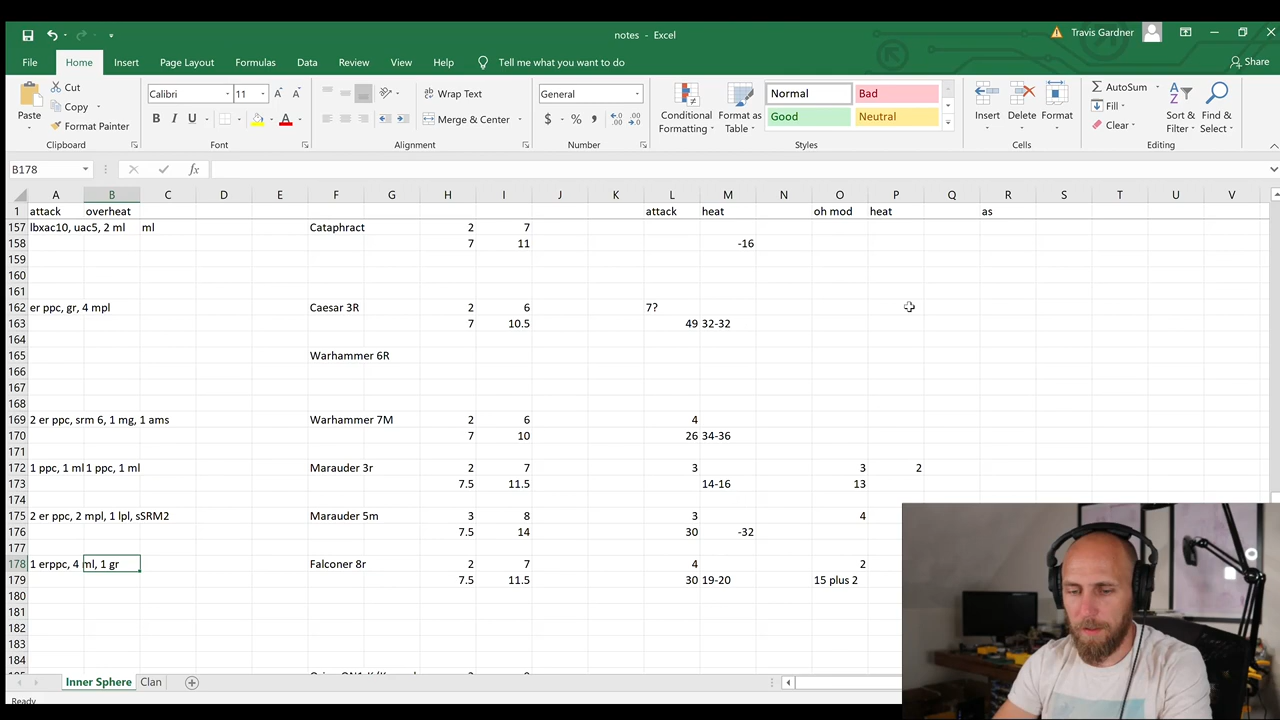 notes - Excel
Travis Gardner
File Home Insert Page Layout Formulas Data Review View Help Tell me what you want to do Share
Paste
Cut
Copy
Format Painter
Clipboard
Calibri 11
B I U
Font
Wrap Text
Merge & Center
Alignment
General
$ % ,
Number
Conditional Formatting
Format as Table
Normal Bad
Good Neutral
Styles
Insert Delete Format
Cells
AutoSum
Fill
Clear
Sort & Filter
Find & Select
Editing
B178 fx
A B C D E F G H I J K L M N O P Q R S T U V
1 attack overheat attack heat oh mod heat as
157 lbxac10, uac5, 2 ml ml Cataphract 2 7
158 7 11 -16
159
160
161
162 er ppc, gr, 4 mpl Caesar 3R 2 6 7?
163 7 10.5 49 32-32
164
165 Warhammer 6R
166
167
168
169 2 er ppc, srm 6, 1 mg, 1 ams Warhammer 7M 2 6 4
170 7 10 26 34-36
171
172 1 ppc, 1 ml 1 ppc, 1 ml Marauder 3r 2 7 3 3 2
173 7.5 11.5 14-16 13
174
175 2 er ppc, 2 mpl, 1 lpl, sSRM2 Marauder 5m 3 8 3 4
176 7.5 14 30 -32
177
178 1 erppc, 4 ml, 1 gr Falconer 8r 2 7 4 2
179 7.5 11.5 30 19-20 15 plus 2
180
181
182
183
184
Inner Sphere Clan
Ready